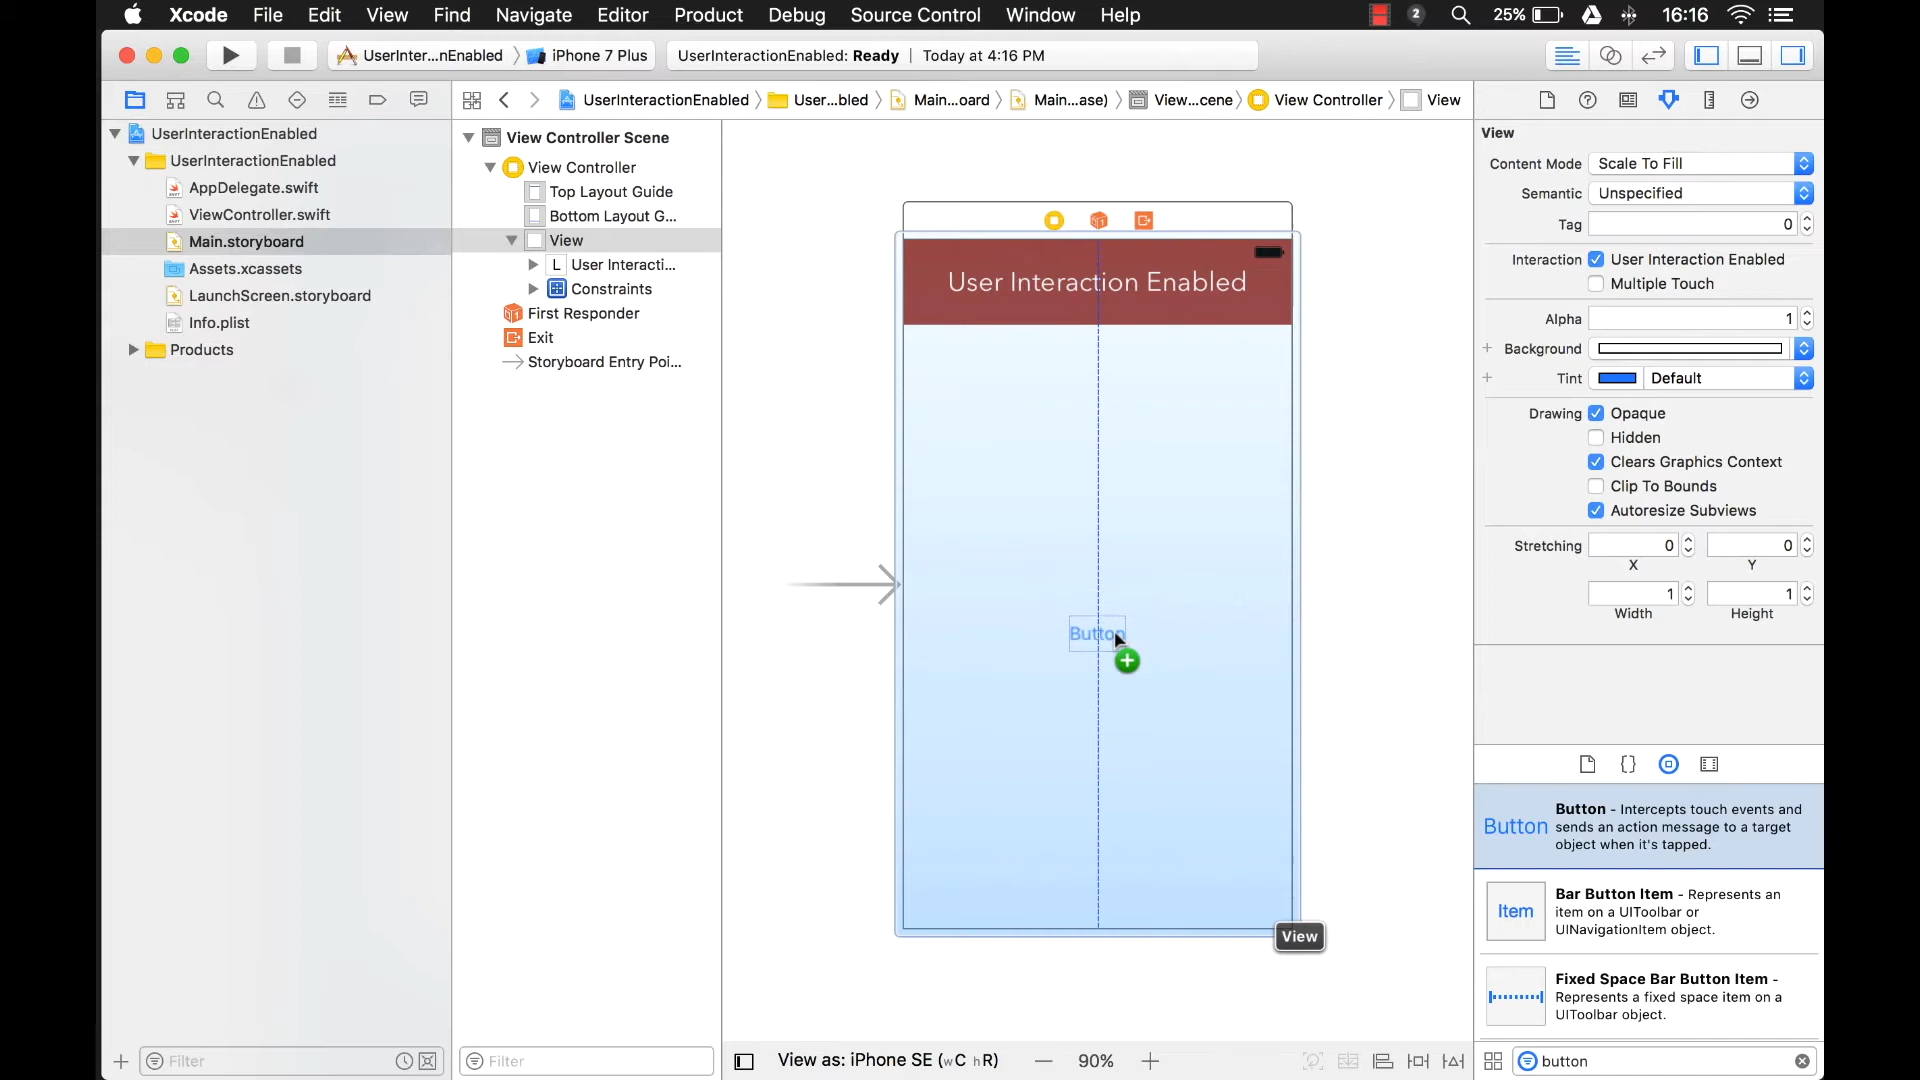 Xcode File Edit View Find Navigate Editor Product Debug Source Control Window Help 2 25% 16:16
UserInter...nEnabled iPhone 7 Plus UserInteractionEnabled: Ready | Today at 4:16 PM
UserInteractionEnabled User...bled Main...oard Main...ase) View...cene View Controller View
UserInteractionEnabled
UserInteractionEnabled
AppDelegate.swift
ViewController.swift
Main.storyboard
Assets.xcassets
LaunchScreen.storyboard
Info.plist
Products
Filter
View Controller Scene
View Controller
Top Layout Guide
Bottom Layout G...
View
L User Interacti...
Constraints
First Responder
Exit
Storyboard Entry Poi...
Filter
User Interaction Enabled
Button
View
View as: iPhone SE (wC hR) 90%
View
Content Mode Scale To Fill
Semantic Unspecified
Tag 0
Interaction User Interaction Enabled
Multiple Touch
Alpha 1
Background
Tint Default
Drawing Opaque
Hidden
Clears Graphics Context
Clip To Bounds
Autoresize Subviews
Stretching 0 0
X Y
1 1
Width Height
Button Button - Intercepts touch events and
sends an action message to a target
object when it's tapped.
Item Bar Button Item - Represents an
item on a UIToolbar or
UINavigationItem object.
Fixed Space Bar Button Item -
Represents a fixed space item on a
UIToolbar object.
button